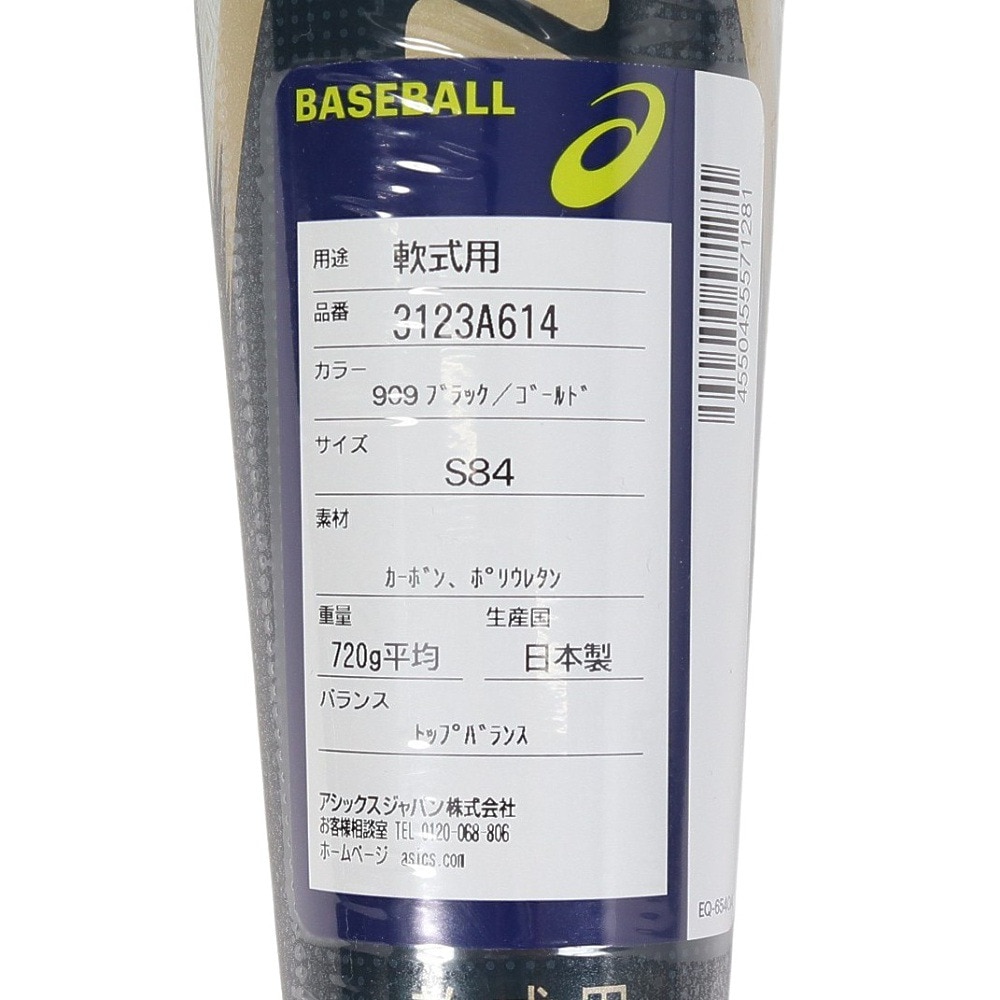 BASEBALL
用途 軟式用
品番 3123A614
カラー
909 ﾌﾞﾗｯｸ／ｺﾞｰﾙﾄﾞ
サイズ
S84
素材
ｶｰﾎﾞﾝ、ﾎﾟﾘｳﾚﾀﾝ
重量 生産国
720g平均 日本製
バランス
ﾄｯﾌﾟﾊﾞﾗﾝｽ
アシックスジャパン株式会社
お客様相談室 TEL 0120-068-806
ホームページ asics.com
4550455571281
式用